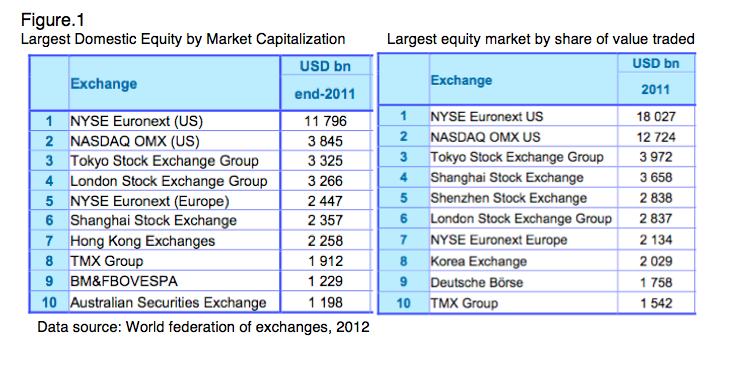 Figure.1
Largest Domestic Equity by Market Capitalization
Exchange USD bn
end-2011
1 NYSE Euronext (US) 11 796
2 NASDAQ OMX (US) 3 845
3 Tokyo Stock Exchange Group 3 325
4 London Stock Exchange Group 3 266
5 NYSE Euronext (Europe) 2 447
6 Shanghai Stock Exchange 2 357
7 Hong Kong Exchanges 2 258
8 TMX Group 1 912
9 BM&FBOVESPA 1 229
10 Australian Securities Exchange 1 198
Largest equity market by share of value traded
Exchange USD bn
2011
1 NYSE Euronext US 18 027
2 NASDAQ OMX US 12 724
3 Tokyo Stock Exchange Group 3 972
4 Shanghai Stock Exchange 3 658
5 Shenzhen Stock Exchange 2 838
6 London Stock Exchange Group 2 837
7 NYSE Euronext Europe 2 134
8 Korea Exchange 2 029
9 Deutsche Börse 1 758
10 TMX Group 1 542
Data source: World federation of exchanges, 2012